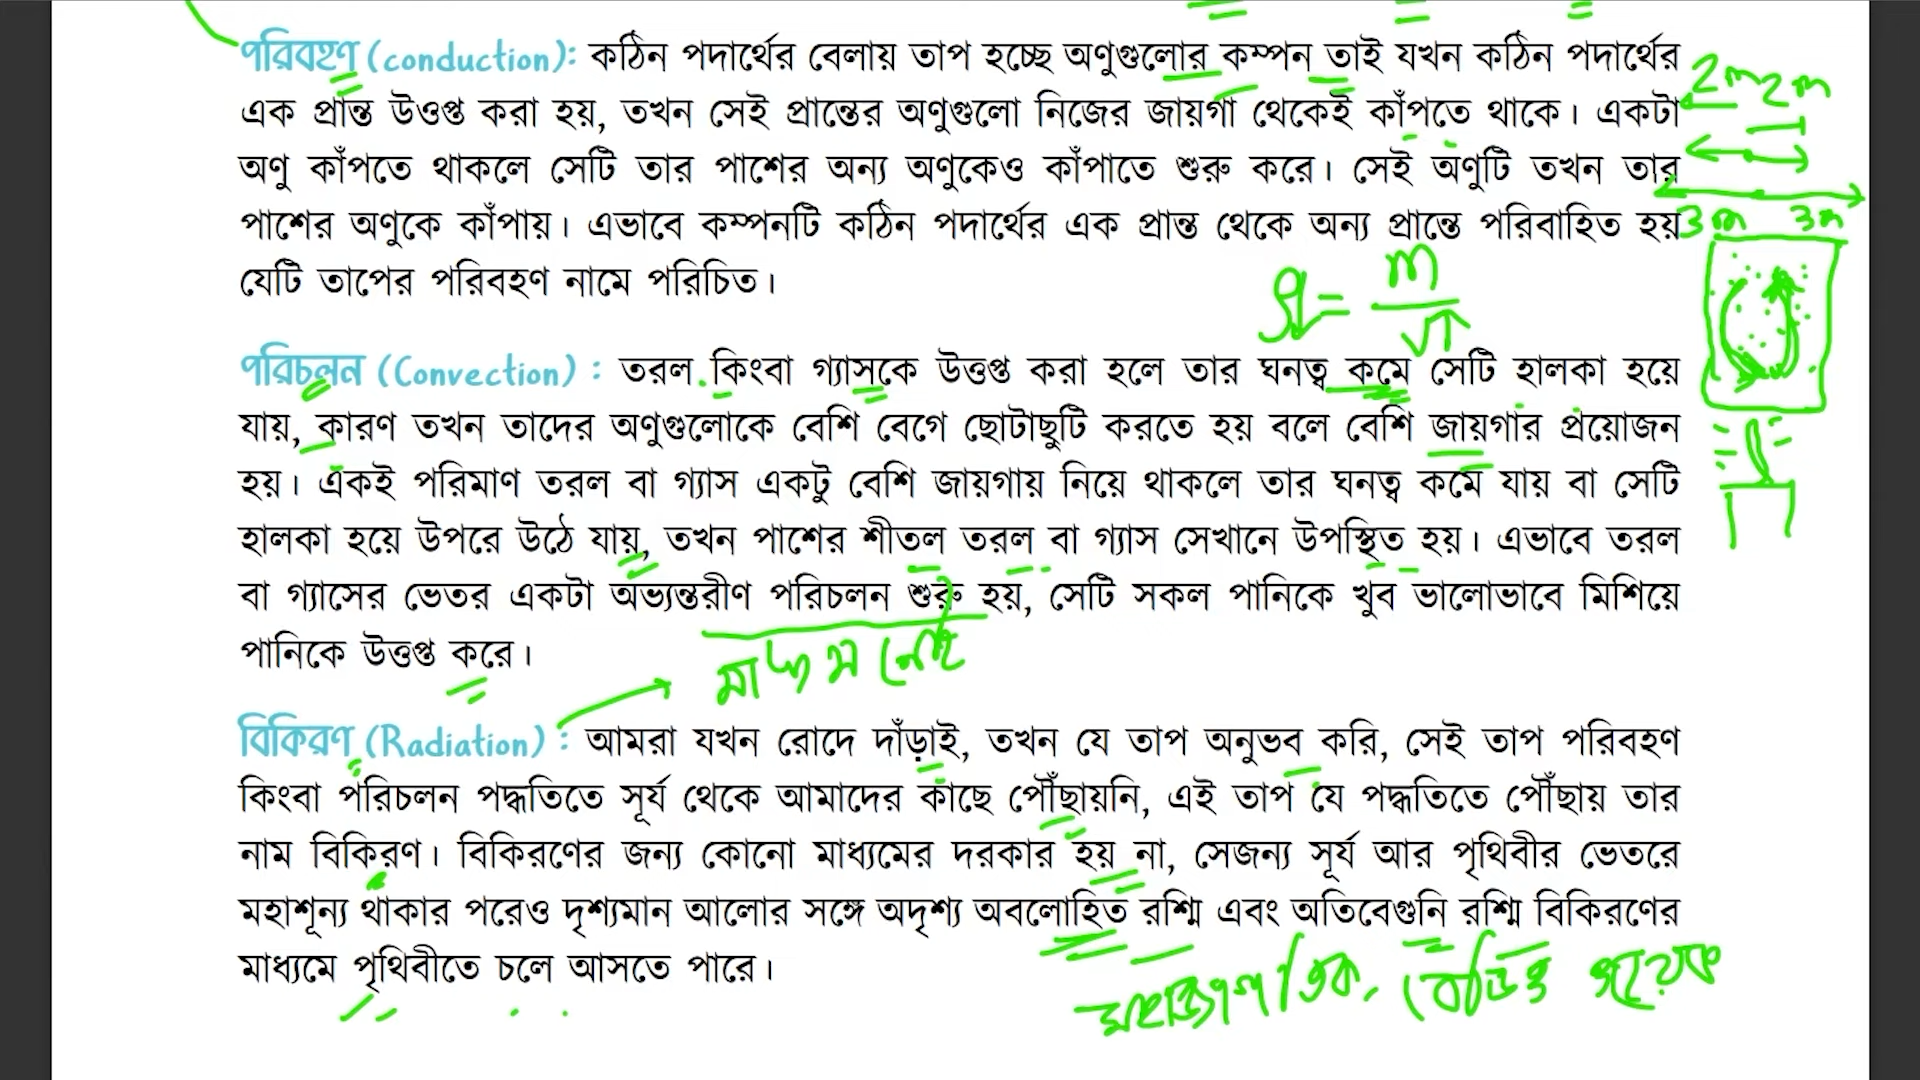 পরিবহণ (conduction): কঠিন পদার্থের বেলায় তাপ হচ্ছে অণুগুলোর কম্পন তাই যখন কঠিন পদার্থের
2m 2m
এক প্রান্ত উওপ্ত করা হয়, তখন সেই প্রান্তের অণুগুলো নিজের জায়গা থেকেই কাঁপতে থাকে। একটা
অণু কাঁপতে থাকলে সেটি তার পাশের অন্য অণুকেও কাঁপাতে শুরু করে। সেই অণুটি তখন তার
পাশের অণুকে কাঁপায়। এভাবে কম্পনটি কঠিন পদার্থের এক প্রান্ত থেকে অন্য প্রান্তে পরিবাহিত হয়
3m 3m
যেটি তাপের পরিবহণ নামে পরিচিত।
পরিচলন (Convection) : তরল কিংবা গ্যাসকে উত্তপ্ত করা হলে তার ঘনত্ব কমে সেটি হালকা হয়ে
যায়, কারণ তখন তাদের অণুগুলোকে বেশি বেগে ছোটাছুটি করতে হয় বলে বেশি জায়গার প্রয়োজন
হয়। একই পরিমাণ তরল বা গ্যাস একটু বেশি জায়গায় নিয়ে থাকলে তার ঘনত্ব কমে যায় বা সেটি
হালকা হয়ে উপরে উঠে যায়, তখন পাশের শীতল তরল বা গ্যাস সেখানে উপস্থিত হয়। এভাবে তরল
বা গ্যাসের ভেতর একটা অভ্যন্তরীণ পরিচলন শুরু হয়, সেটি সকল পানিকে খুব ভালোভাবে মিশিয়ে
পানিকে উত্তপ্ত করে।
মাধ্যম নেই
বিকিরণ (Radiation) : আমরা যখন রোদে দাঁড়াই, তখন যে তাপ অনুভব করি, সেই তাপ পরিবহণ
কিংবা পরিচলন পদ্ধতিতে সূর্য থেকে আমাদের কাছে পৌঁছায়নি, এই তাপ যে পদ্ধতিতে পৌঁছায় তার
নাম বিকিরণ। বিকিরণের জন্য কোনো মাধ্যমের দরকার হয় না, সেজন্য সূর্য আর পৃথিবীর ভেতরে
মহাশূন্য থাকার পরেও দৃশ্যমান আলোর সঙ্গে অদৃশ্য অবলোহিত রশ্মি এবং অতিবেগুনি রশ্মি বিকিরণের
মাধ্যমে পৃথিবীতে চলে আসতে পারে।